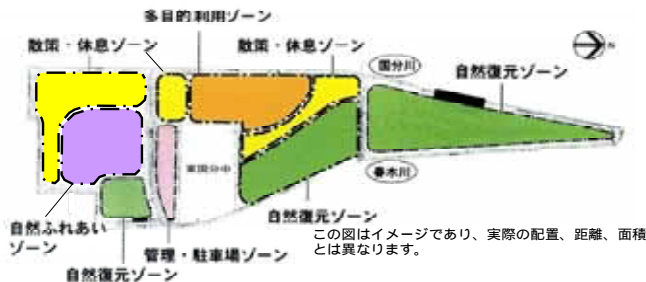 多目的利用ゾーン
散策・休息ゾーン
散策・休息ゾーン
N
国分川
自然復元ゾーン
東国分中
春木川
自然ふれあい
ゾーン
自然復元ゾーン
この図はイメージであり、実際の配置、距離、面積
とは異なります。
管理・駐車場ゾーン
自然復元ゾーン